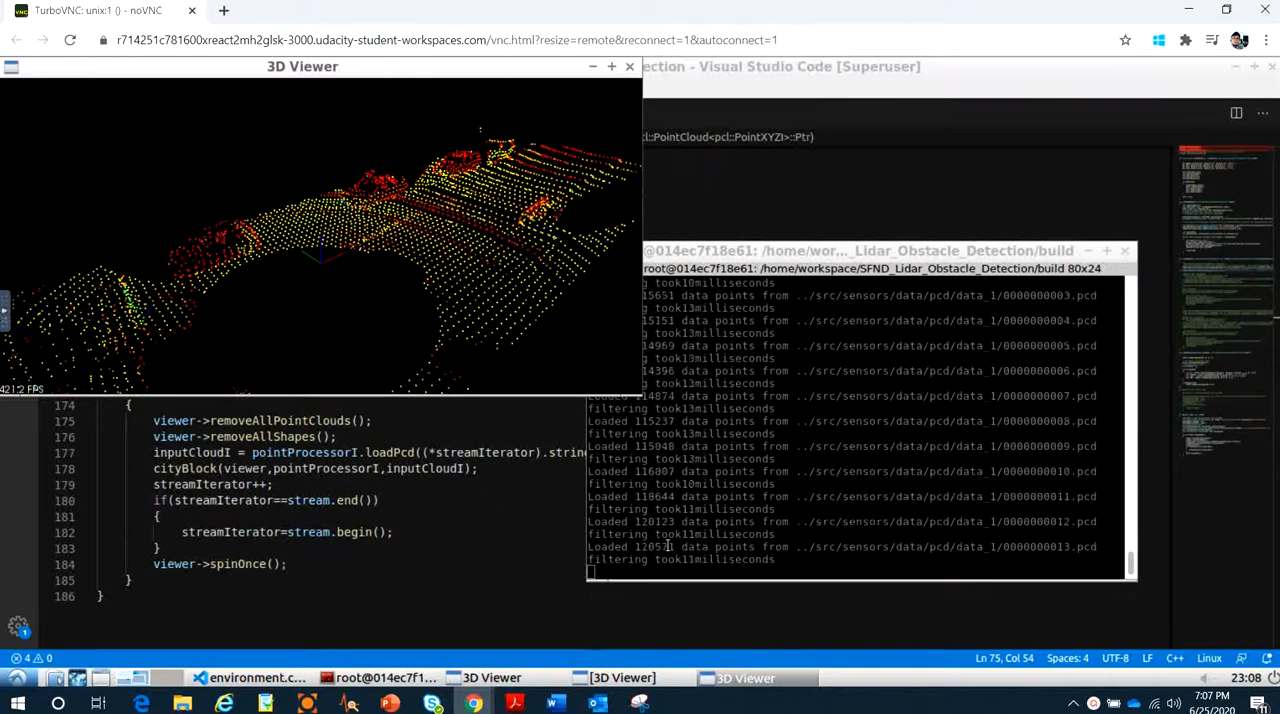 TurboVNC: unix:1 () - noVNC
r714251c781600xreact2mh2glsk-3000.udacity-student-workspaces.com/vnc.html?resize=remote&reconnect=1&autoconnect=1
3D Viewer
ection - Visual Studio Code [Superuser]
cl::PointCloud<pcl::PointXYZI>::Ptr)
421.2 FPS
@014ec7f18e61: /home/wor..._Lidar_Obstacle_Detection/build
root@014ec7f18e61: /home/workspace/SFND_Lidar_Obstacle_Detection/build 80x24
g took10milliseconds
15651 data points from ../src/sensors/data/pcd/data_1/0000000003.pcd
g took13milliseconds
15151 data points from ../src/sensors/data/pcd/data_1/0000000004.pcd
g took13milliseconds
14969 data points from ../src/sensors/data/pcd/data_1/0000000005.pcd
g took13milliseconds
14396 data points from ../src/sensors/data/pcd/data_1/0000000006.pcd
g took13milliseconds
Loaded 114874 data points from ../src/sensors/data/pcd/data_1/0000000007.pcd
filtering took13milliseconds
Loaded 115237 data points from ../src/sensors/data/pcd/data_1/0000000008.pcd
filtering took13milliseconds
Loaded 115040 data points from ../src/sensors/data/pcd/data_1/0000000009.pcd
filtering took13milliseconds
Loaded 116007 data points from ../src/sensors/data/pcd/data_1/0000000010.pcd
filtering took10milliseconds
Loaded 118644 data points from ../src/sensors/data/pcd/data_1/0000000011.pcd
filtering took11milliseconds
Loaded 120123 data points from ../src/sensors/data/pcd/data_1/0000000012.pcd
filtering took11milliseconds
Loaded data points from ../src/sensors/data/pcd/data_1/0000000013.pcd
filtering took11milliseconds
174 {
175 viewer->removeAllPointClouds();
176 viewer->removeAllShapes();
177 inputCloudI = pointProcessorI.loadPcd((*streamIterator).strin
178 cityBlock(viewer,pointProcessorI,inputCloudI);
179 streamIterator++;
180 if(streamIterator==stream.end())
181 {
182 streamIterator=stream.begin();
183 }
184 viewer->spinOnce();
185 }
186 }
1
4 0
Ln 75, Col 54 Spaces: 4 UTF-8 LF C++ Linux
environment.c... root@014ec7f1... 3D Viewer [3D Viewer] 3D Viewer 23:08
7:07 PM
6/25/2020